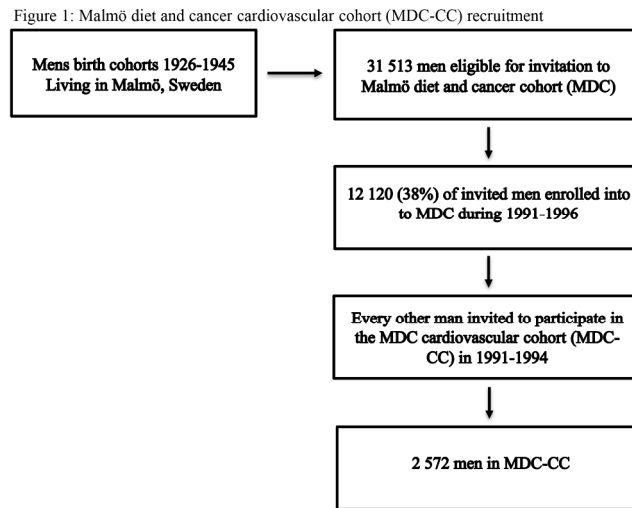 Figure 1: Malmö diet and cancer cardiovascular cohort (MDC-CC) recruitment
Mens birth cohorts 1926-1945
Living in Malmö, Sweden
31 513 men eligible for invitation to
Malmö diet and cancer cohort (MDC)
12 120 (38%) of invited men enrolled into
to MDC during 1991-1996
Every other man invited to participate in
the MDC cardiovascular cohort (MDC-
CC) in 1991-1994
2 572 men in MDC-CC